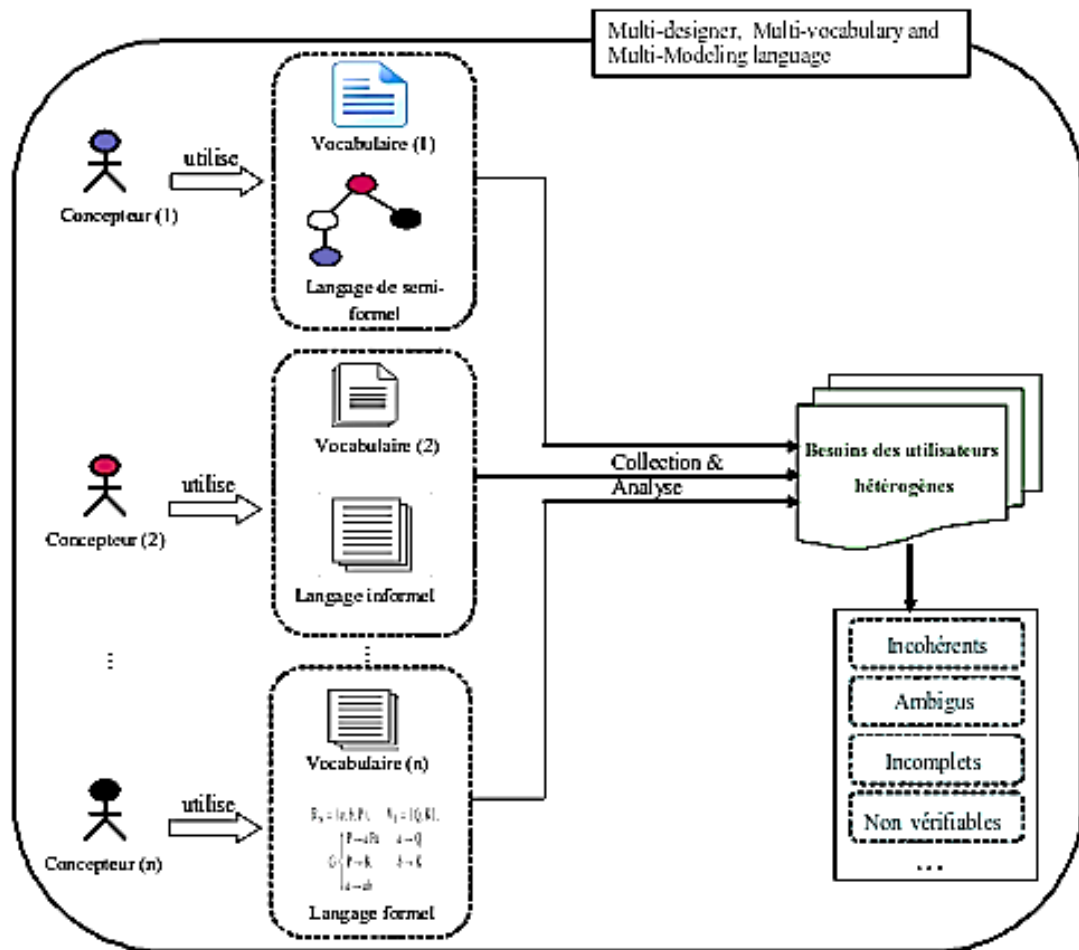 Multi-designer, Multi-vocabulary and
Multi-Modeling language
utilise
Concepteur (1)
Vocabulaire (1)
Langage de semi-
formel
utilise
Concepteur (2)
Vocabulaire (2)
Langage informel
Collection &
Analyse
Besoins des utilisateurs
hétérogènes
Incohérents
Ambigus
Incomplets
Non vérifiables
...
⋮
⋮
utilise
Concepteur (n)
Vocabulaire (n)
Langage formel